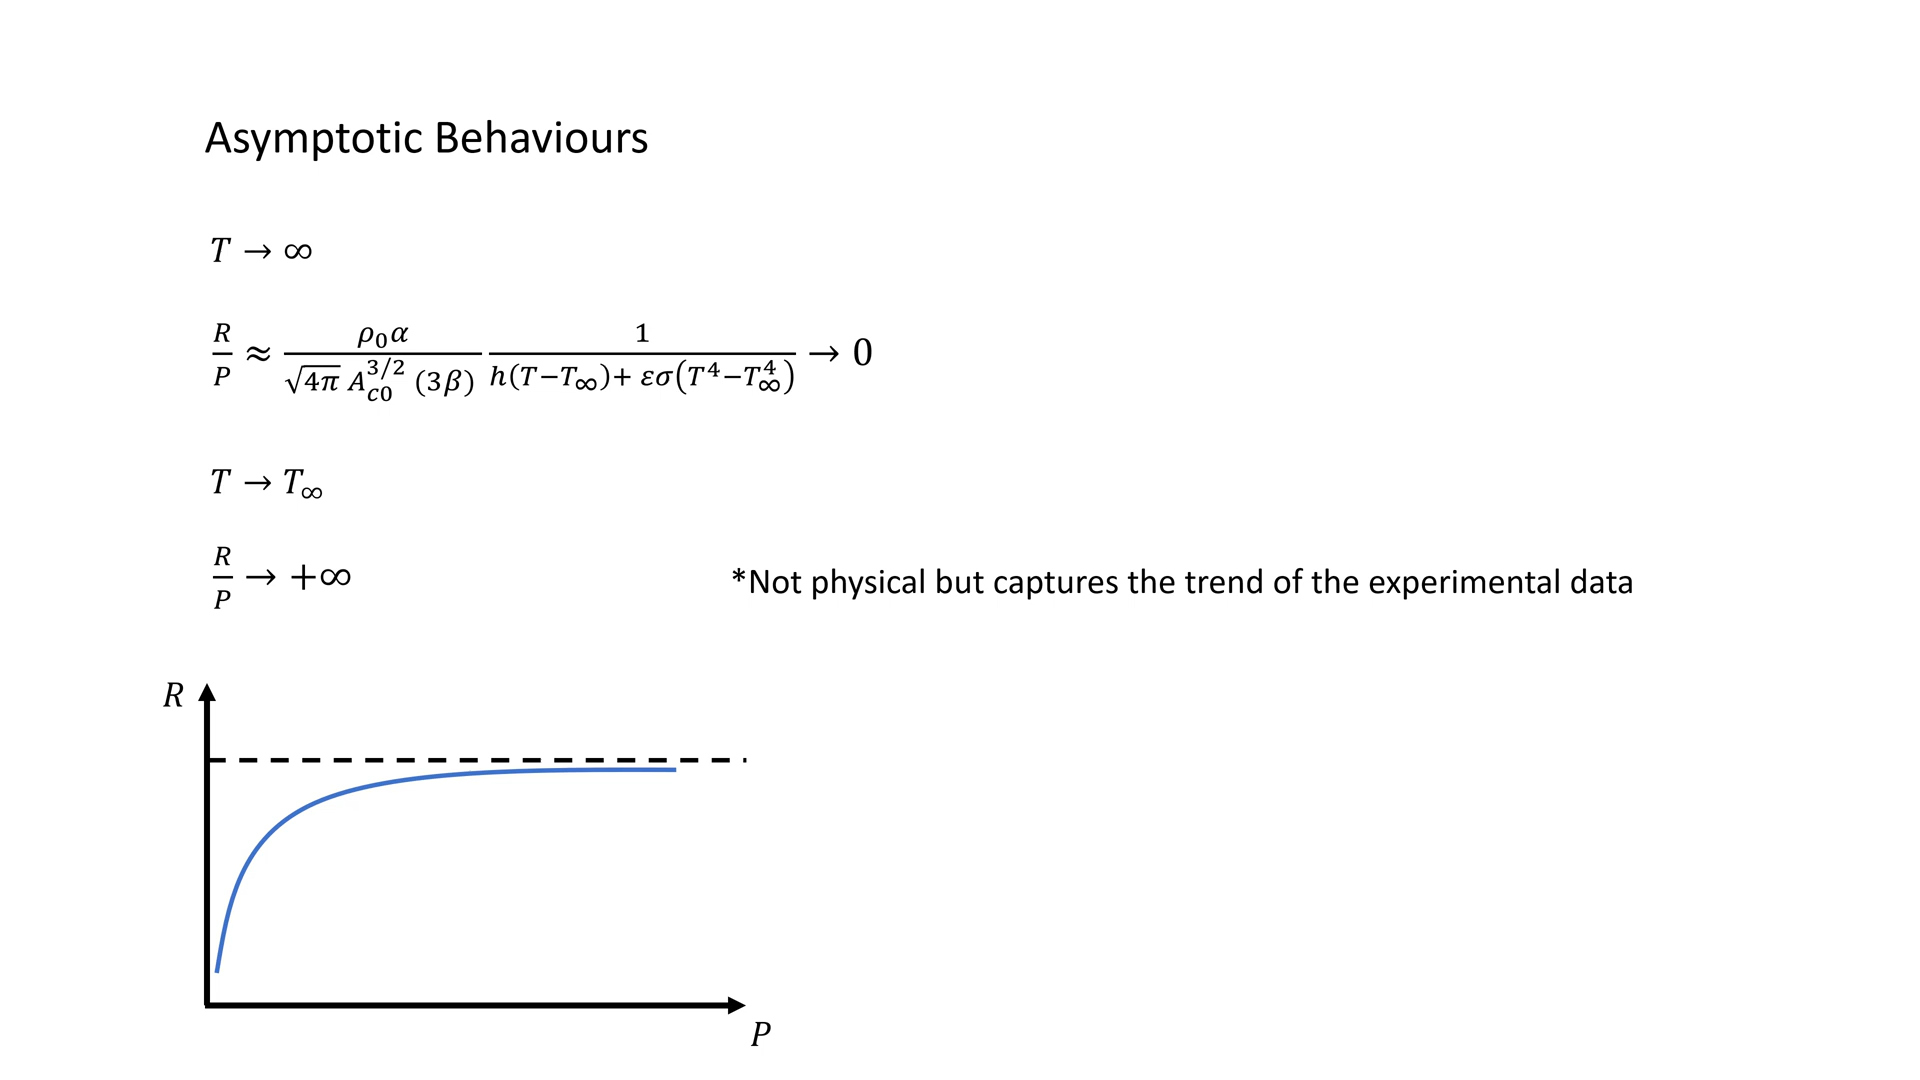 Asymptotic Behaviours
T → ∞
R/P ≈ ρ₀α / (√4π A_c0^3/2 (3β)) 1 / (h(T−T∞)+ εσ(T⁴−T∞⁴)) → 0
T → T∞
R/P → +∞
*Not physical but captures the trend of the experimental data
R
P